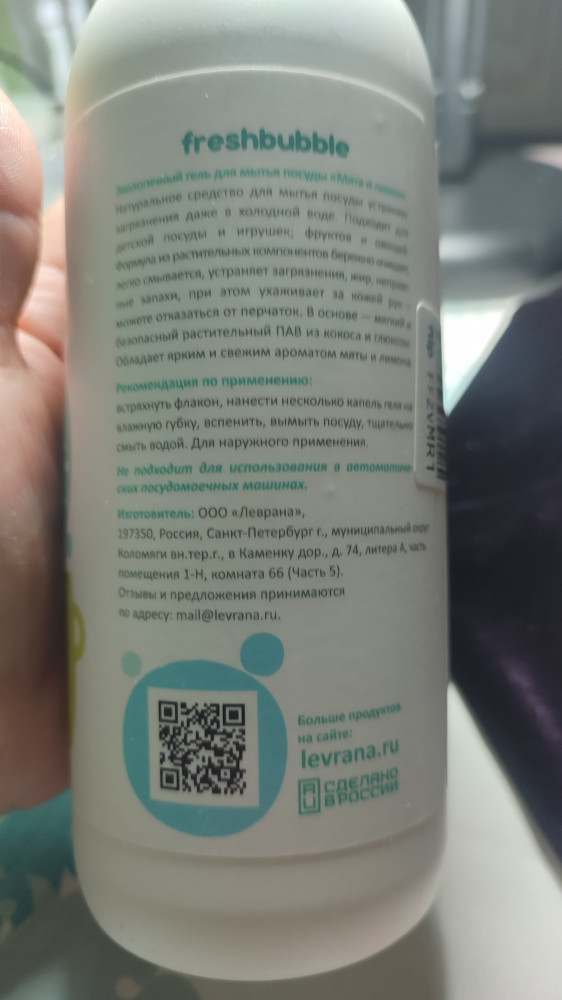 freshbubble
Экологичный гель для мытья посуды «Мята и лимон»
Натуральное средство для мытья посуды устраняет
загрязнения даже в холодной воде. Подходит для
детской посуды и игрушек, фруктов и овощей.
Формула из растительных компонентов бережно очищает,
легко смывается, устраняет загрязнения, жир, неприят-
ные запахи, при этом ухаживает за кожей рук –
можете отказаться от перчаток. В основе — мягкий и
безопасный растительный ПАВ из кокоса и глюкозы.
Обладает ярким и свежим ароматом мяты и лимона.
Рекомендация по применению:
встряхнуть флакон, нанести несколько капель геля на
влажную губку, вспенить, вымыть посуду, тщательно
смыть водой. Для наружного применения.
Не подходит для использования в автоматиче-
ских посудомоечных машинах.
Изготовитель: ООО «Леврана»,
197350, Россия, Санкт-Петербург г., муниципальный округ
Коломяги вн.тер.г., в Каменку дор., д. 74, литера А, часть
помещения 1-Н, комната 66 (Часть 5).
Отзывы и предложения принимаются
по адресу: mail@levrana.ru.
Больше продуктов
на сайте:
levrana.ru
СДЕЛАНО
В РОССИИ